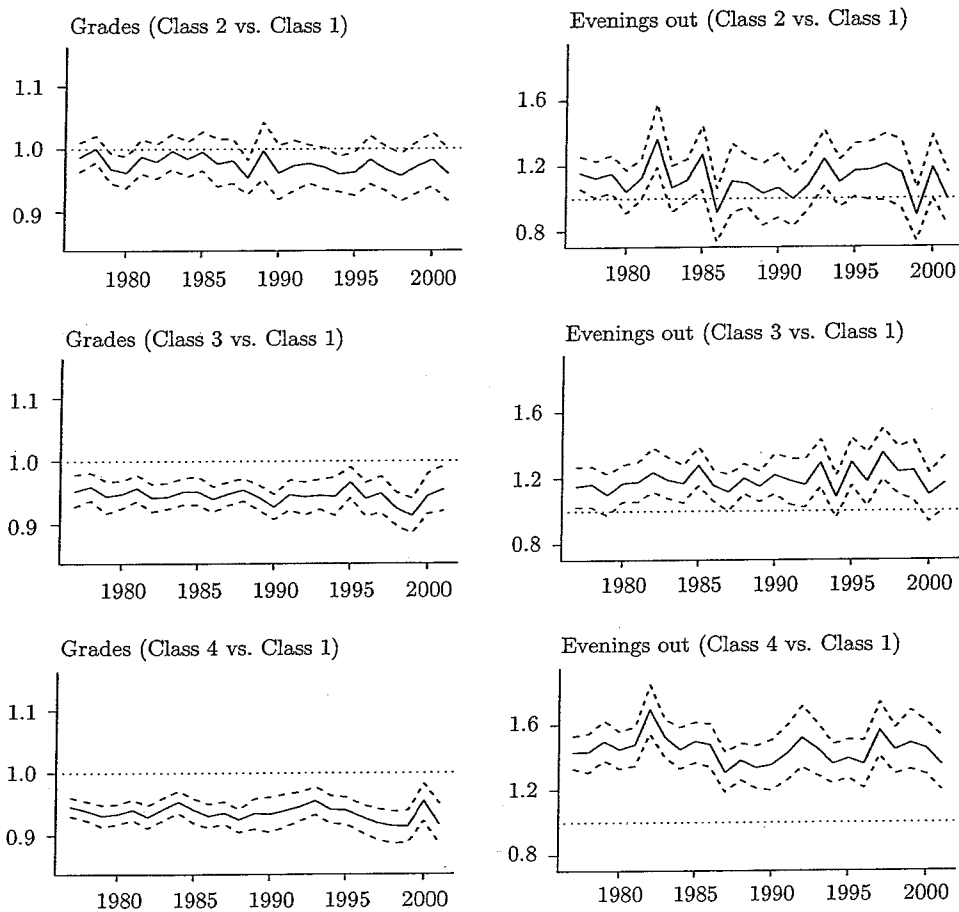 Grades (Class 2 vs. Class 1)
1.1
1.0
0.9
1980 1985 1990 1995 2000
Evenings out (Class 2 vs. Class 1)
1.6
1.2
0.8
1980 1985 1990 1995 2000
Grades (Class 3 vs. Class 1)
1.1
1.0
0.9
1980 1985 1990 1995 2000
Evenings out (Class 3 vs. Class 1)
1.6
1.2
0.8
1980 1985 1990 1995 2000
Grades (Class 4 vs. Class 1)
1.1
1.0
0.9
1980 1985 1990 1995 2000
Evenings out (Class 4 vs. Class 1)
1.6
1.2
0.8
1980 1985 1990 1995 2000